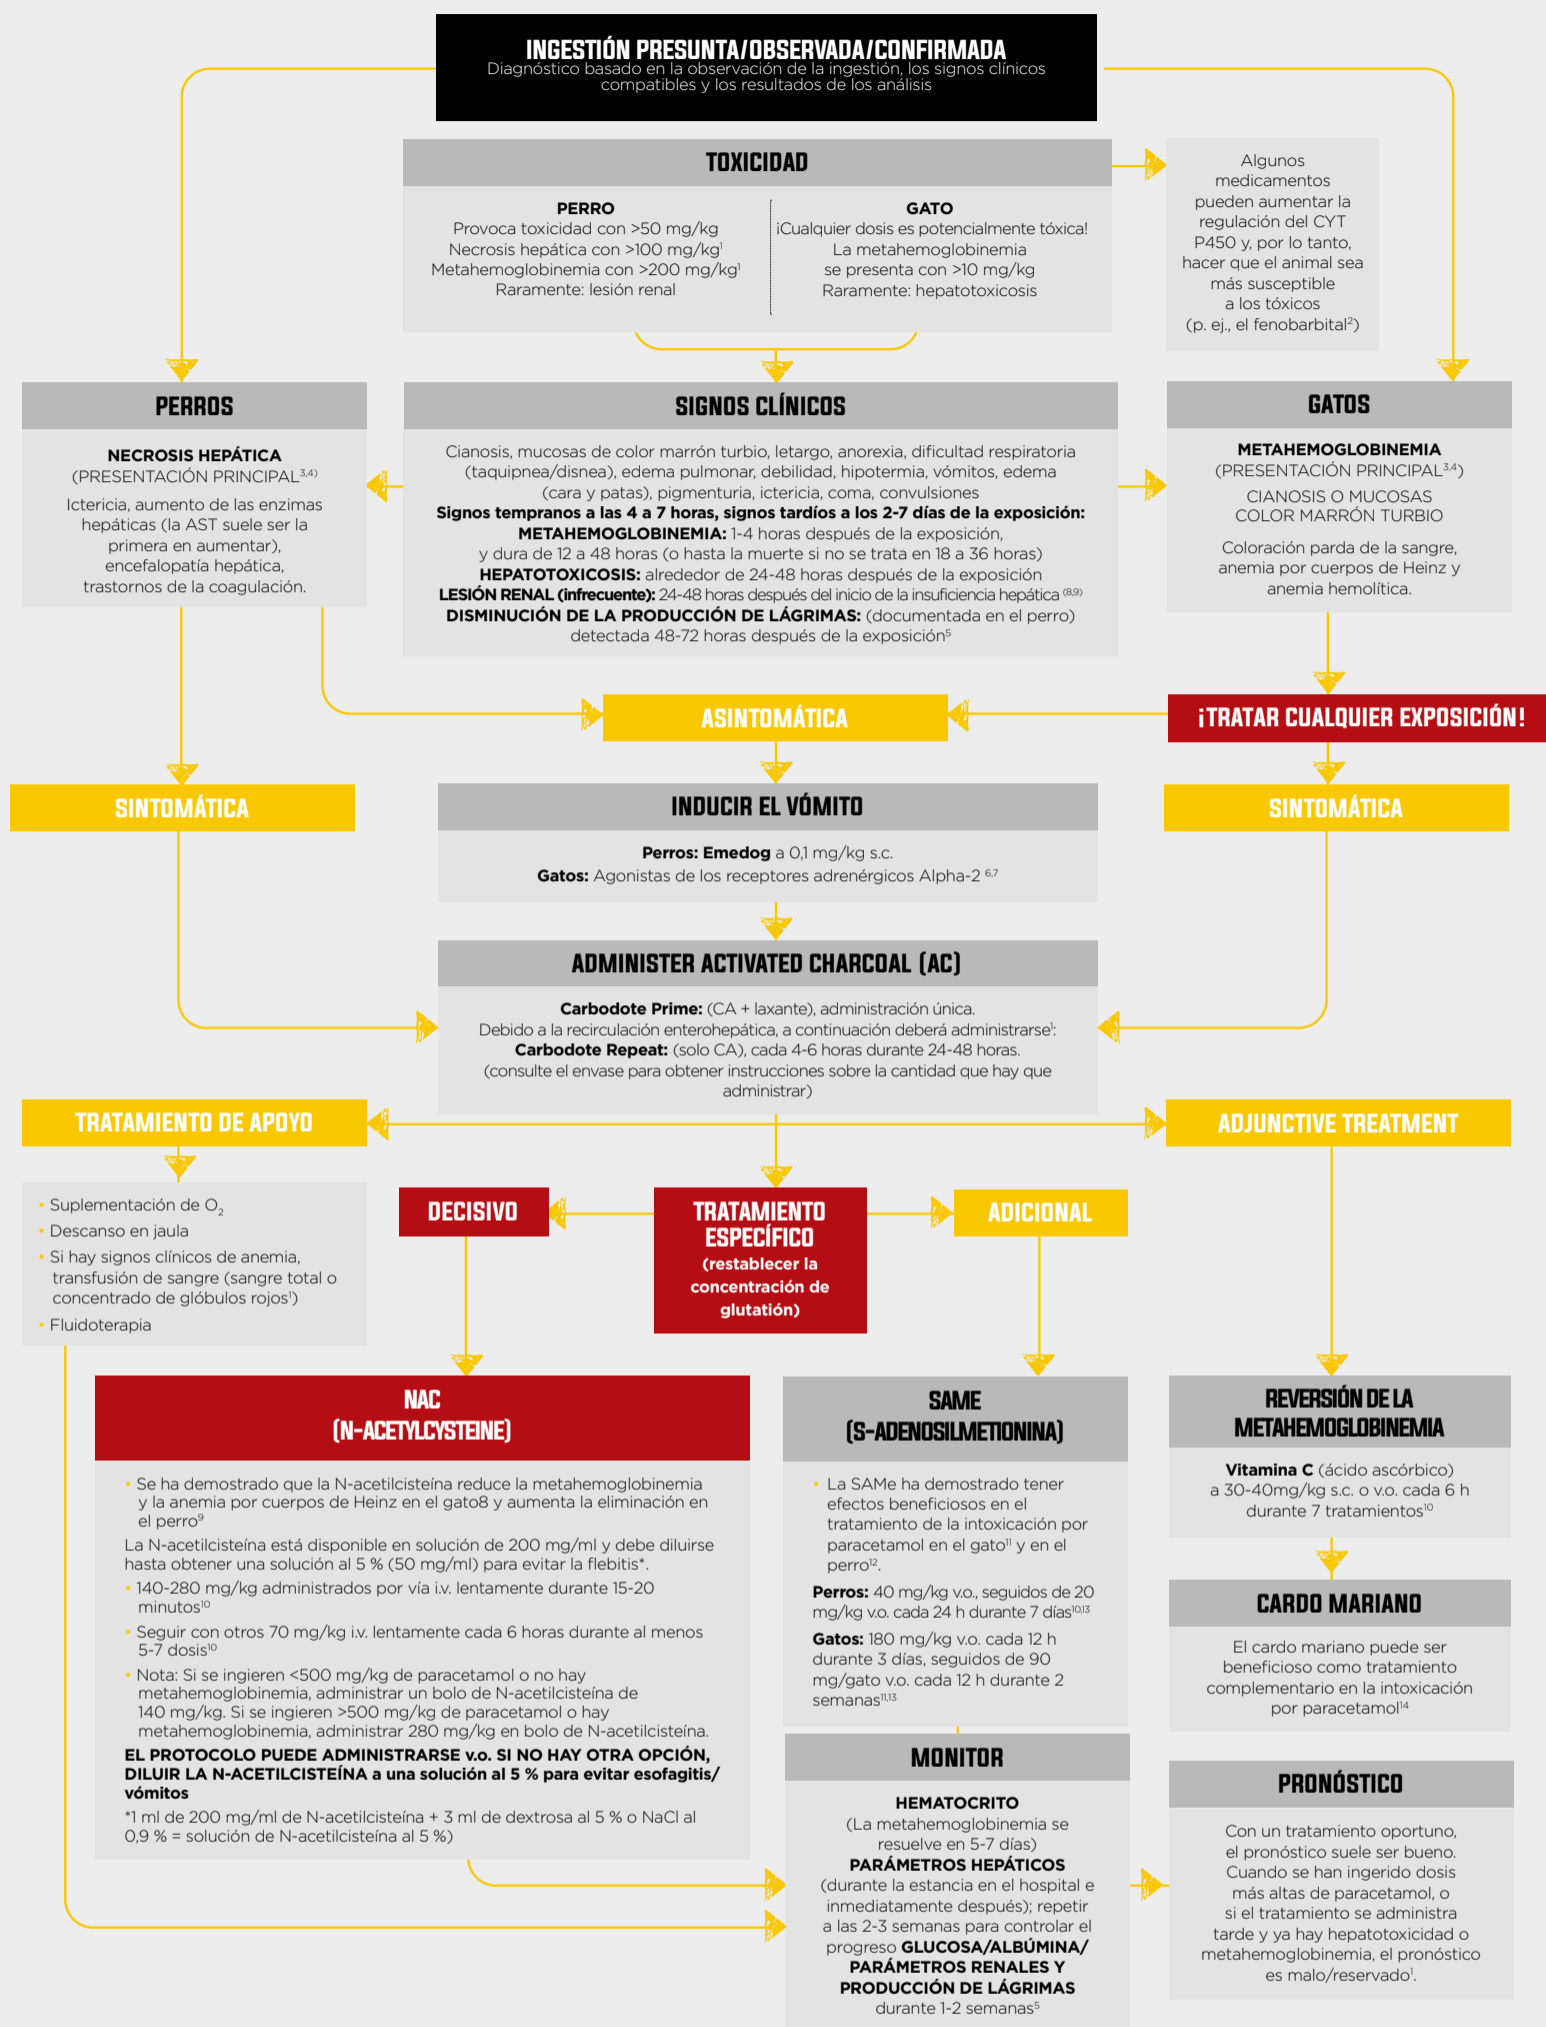 INGESTIÓN PRESUNTA/OBSERVADA/CONFIRMADA
Diagnóstico basado en la observación de la ingestión, los signos clínicos
compatibles y los resultados de los análisis
TOXICIDAD
PERRO
Provoca toxicidad con >50 mg/kg
Necrosis hepática con >100 mg/kg¹
Metahemoglobinemia con >200 mg/kg¹
Raramente: lesión renal
GATO
¡Cualquier dosis es potencialmente tóxica!
La metahemoglobinemia
se presenta con >10 mg/kg
Raramente: hepatotoxicosis
Algunos
medicamentos
pueden aumentar la
regulación del CYT
P450 y, por lo tanto,
hacer que el animal sea
más susceptible
a los tóxicos
(p. ej., el fenobarbital²)
PERROS
NECROSIS HEPÁTICA
(PRESENTACIÓN PRINCIPAL³,⁴)
Ictericia, aumento de las enzimas
hepáticas (la AST suele ser la
primera en aumentar),
encefalopatía hepática,
trastornos de la coagulación.
SIGNOS CLÍNICOS
Cianosis, mucosas de color marrón turbio, letargo, anorexia, dificultad respiratoria
(taquipnea/disnea), edema pulmonar, debilidad, hipotermia, vómitos, edema
(cara y patas), pigmenturia, ictericia, coma, convulsiones
Signos tempranos a las 4 a 7 horas, signos tardíos a los 2-7 días de la exposición:
METAHEMOGLOBINEMIA: 1-4 horas después de la exposición,
y dura de 12 a 48 horas (o hasta la muerte si no se trata en 18 a 36 horas)
HEPATOTOXICOSIS: alrededor de 24-48 horas después de la exposición
LESIÓN RENAL (infrecuente): 24-48 horas después del inicio de la insuficiencia hepática ⁽⁸,⁹⁾
DISMINUCIÓN DE LA PRODUCCIÓN DE LÁGRIMAS: (documentada en el perro)
detectada 48-72 horas después de la exposición⁵
GATOS
METAHEMOGLOBINEMIA
(PRESENTACIÓN PRINCIPAL³,⁴)
CIANOSIS O MUCOSAS
COLOR MARRÓN TURBIO
Coloración parda de la sangre,
anemia por cuerpos de Heinz y
anemia hemolítica.
ASINTOMÁTICA
¡TRATAR CUALQUIER EXPOSICIÓN!
SINTOMÁTICA
INDUCIR EL VÓMITO
Perros: Emedog a 0,1 mg/kg s.c.
Gatos: Agonistas de los receptores adrenérgicos Alpha-2 ⁶,⁷
SINTOMÁTICA
ADMINISTER ACTIVATED CHARCOAL (AC)
Carbodote Prime: (CA + laxante), administración única.
Debido a la recirculación enterohepática, a continuación deberá administrarse¹:
Carbodote Repeat: (solo CA), cada 4-6 horas durante 24-48 horas.
(consulte el envase para obtener instrucciones sobre la cantidad que hay que
administrar)
TRATAMIENTO DE APOYO
ADJUNCTIVE TREATMENT
• Suplementación de O₂
• Descanso en jaula
• Si hay signos clínicos de anemia,
transfusión de sangre (sangre total o
concentrado de glóbulos rojos¹)
• Fluidoterapia
DECISIVO
TRATAMIENTO
ESPECÍFICO
(restablecer la
concentración de
glutatión)
ADICIONAL
NAC
(N-ACETYLCYSTEINE)
• Se ha demostrado que la N-acetilcisteína reduce la metahemoglobinemia
y la anemia por cuerpos de Heinz en el gato8 y aumenta la eliminación en
el perro⁹
La N-acetilcisteína está disponible en solución de 200 mg/ml y debe diluirse
hasta obtener una solución al 5 % (50 mg/ml) para evitar la flebitis*.
• 140-280 mg/kg administrados por vía i.v. lentamente durante 15-20
minutos¹⁰
• Seguir con otros 70 mg/kg i.v. lentamente cada 6 horas durante al menos
5-7 dosis¹⁰
• Nota: Si se ingieren <500 mg/kg de paracetamol o no hay
metahemoglobinemia, administrar un bolo de N-acetilcisteína de
140 mg/kg. Si se ingieren >500 mg/kg de paracetamol o hay
metahemoglobinemia, administrar 280 mg/kg en bolo de N-acetilcisteína.
EL PROTOCOLO PUEDE ADMINISTRARSE v.o. SI NO HAY OTRA OPCIÓN,
DILUIR LA N-ACETILCISTEÍNA a una solución al 5 % para evitar esofagitis/
vómitos
*1 ml de 200 mg/ml de N-acetilcisteína + 3 ml de dextrosa al 5 % o NaCl al
0,9 % = solución de N-acetilcisteína al 5 %)
SAME
(S-ADENOSILMETIONINA)
• La SAMe ha demostrado tener
efectos beneficiosos en el
tratamiento de la intoxicación por
paracetamol en el gato¹¹ y en el
perro¹².
Perros: 40 mg/kg v.o., seguidos de 20
mg/kg v.o. cada 24 h durante 7 días¹⁰,¹³
Gatos: 180 mg/kg v.o. cada 12 h
durante 3 días, seguidos de 90
mg/gato v.o. cada 12 h durante 2
semanas¹¹,¹³
REVERSIÓN DE LA
METAHEMOGLOBINEMIA
Vitamina C (ácido ascórbico)
a 30-40mg/kg s.c. o v.o. cada 6 h
durante 7 tratamientos¹⁰
CARDO MARIANO
El cardo mariano puede ser
beneficioso como tratamiento
complementario en la intoxicación
por paracetamol¹⁴
MONITOR
HEMATOCRITO
(La metahemoglobinemia se
resuelve en 5-7 días)
PARÁMETROS HEPÁTICOS
(durante la estancia en el hospital e
inmediatamente después); repetir
a las 2-3 semanas para controlar el
progreso GLUCOSA/ALBÚMINA/
PARÁMETROS RENALES Y
PRODUCCIÓN DE LÁGRIMAS
durante 1-2 semanas⁵
PRONÓSTICO
Con un tratamiento oportuno,
el pronóstico suele ser bueno.
Cuando se han ingerido dosis
más altas de paracetamol, o
si el tratamiento se administra
tarde y ya hay hepatotoxicidad o
metahemoglobinemia, el pronóstico
es malo/reservado¹.